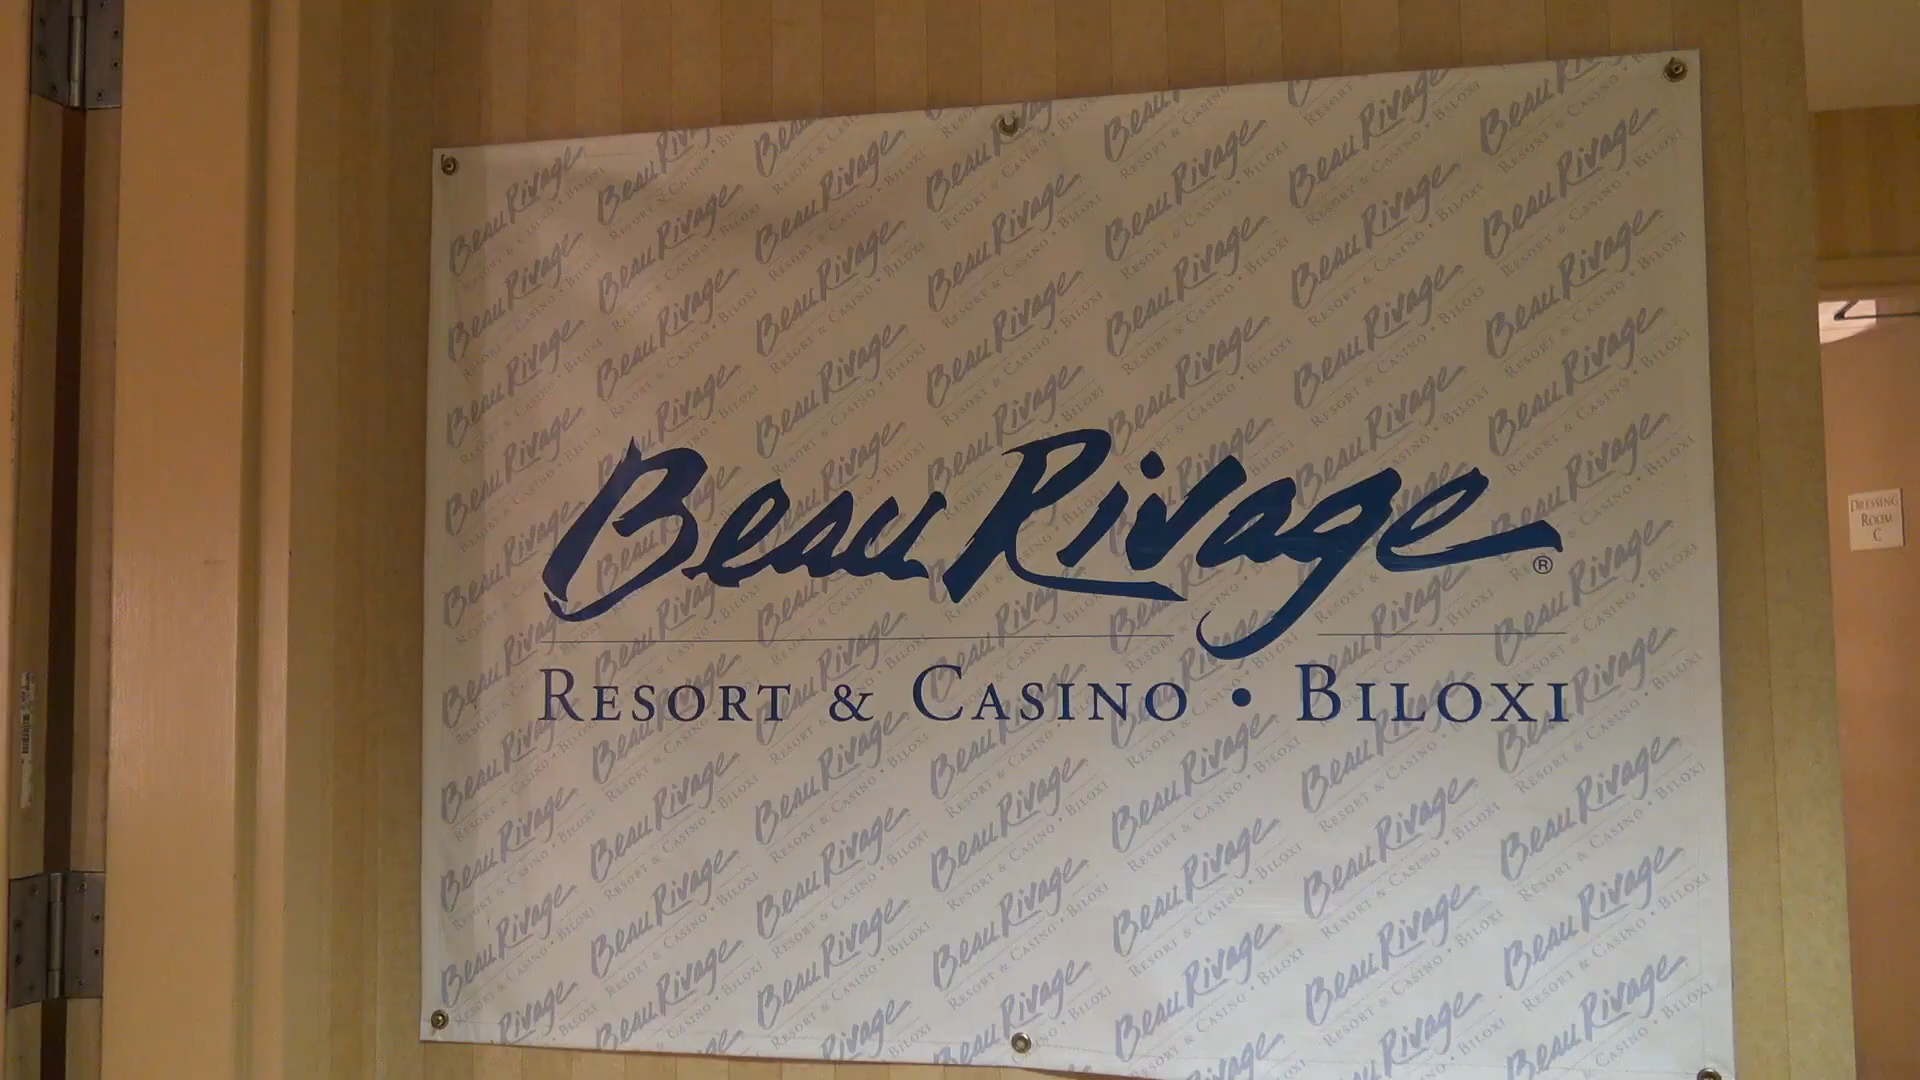 Beau Rivage®
RESORT & CASINO • BILOXI
DRESSING
ROOM
C